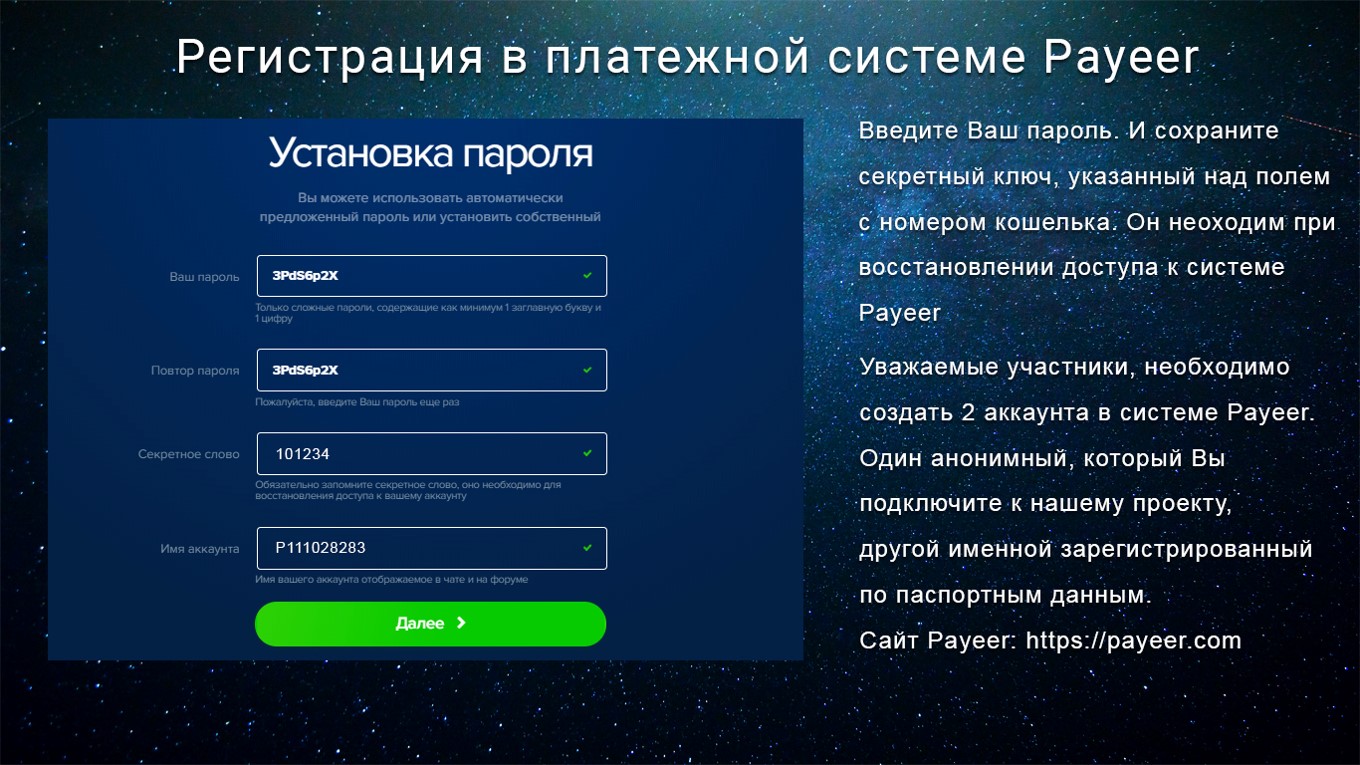 Регистрация в платежной системе Payeer
Установка пароля
Вы можете использовать автоматически
предложенный пароль или установить собственный
Ваш пароль
3PdS6p2X
Только сложные пароли, содержащие как минимум 1 заглавную букву и
1 цифру
Повтор пароля
3PdS6p2X
Пожалуйста, введите Ваш пароль еще раз
Секретное слово
101234
Обязательно запомните секретное слово, оно необходимо для
восстановления доступа к вашему аккаунту
Имя аккаунта
P111028283
Имя вашего аккаунта отображаемое в чате и на форуме
Далее
Введите Ваш пароль. И сохраните
секретный ключ, указанный над полем
с номером кошелька. Он неоходим при
восстановлении доступа к системе
Payeer
Уважаемые участники, необходимо
создать 2 аккаунта в системе Payeer.
Один анонимный, который Вы
подключите к нашему проекту,
другой именной зарегистрированный
по паспортным данным.
Сайт Payeer: https://payeer.com